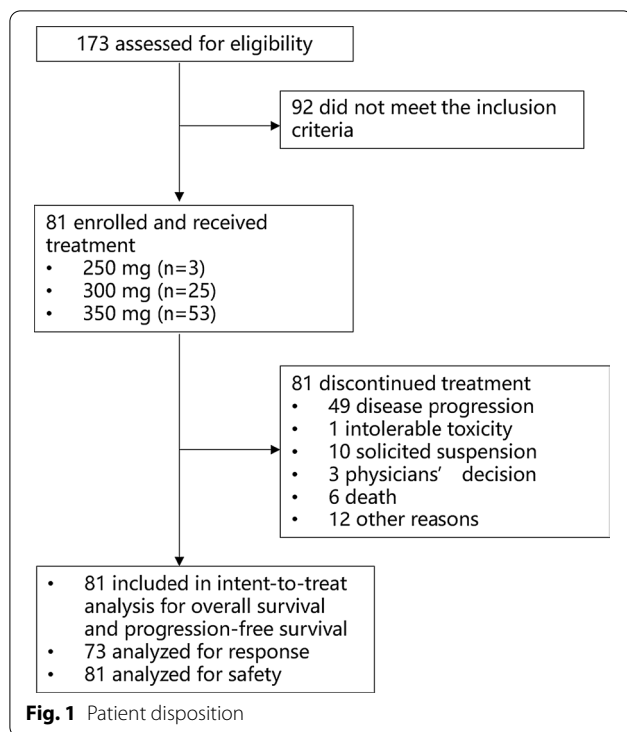 173 assessed for eligibility
92 did not meet the inclusion
criteria
81 enrolled and received
treatment
• 250 mg (n=3)
• 300 mg (n=25)
• 350 mg (n=53)
81 discontinued treatment
• 49 disease progression
• 1 intolerable toxicity
• 10 solicited suspension
• 3 physicians’ decision
• 6 death
• 12 other reasons
• 81 included in intent-to-treat
analysis for overall survival
and progression-free survival
• 73 analyzed for response
• 81 analyzed for safety
Fig. 1 Patient disposition